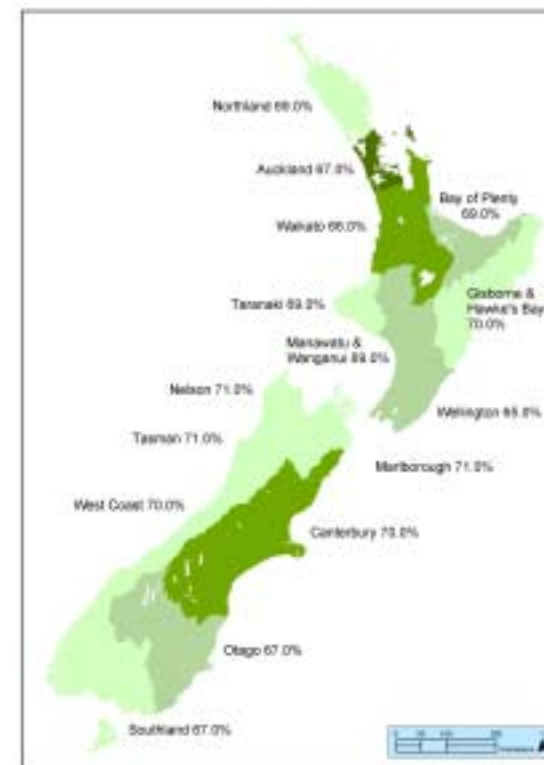 Northland 69.0%
Auckland 67.0%
Bay of Plenty
69.0%
Waikato 66.0%
Gisborne &
Hawke's Bay
70.0%
Taranaki 69.0%
Manawatu &
Wanganui 69.0%
Nelson 71.0%
Wellington 65.0%
Tasman 71.0%
Marlborough 71.0%
West Coast 70.0%
Canterbury 70.0%
Otago 67.0%
Southland 67.0%